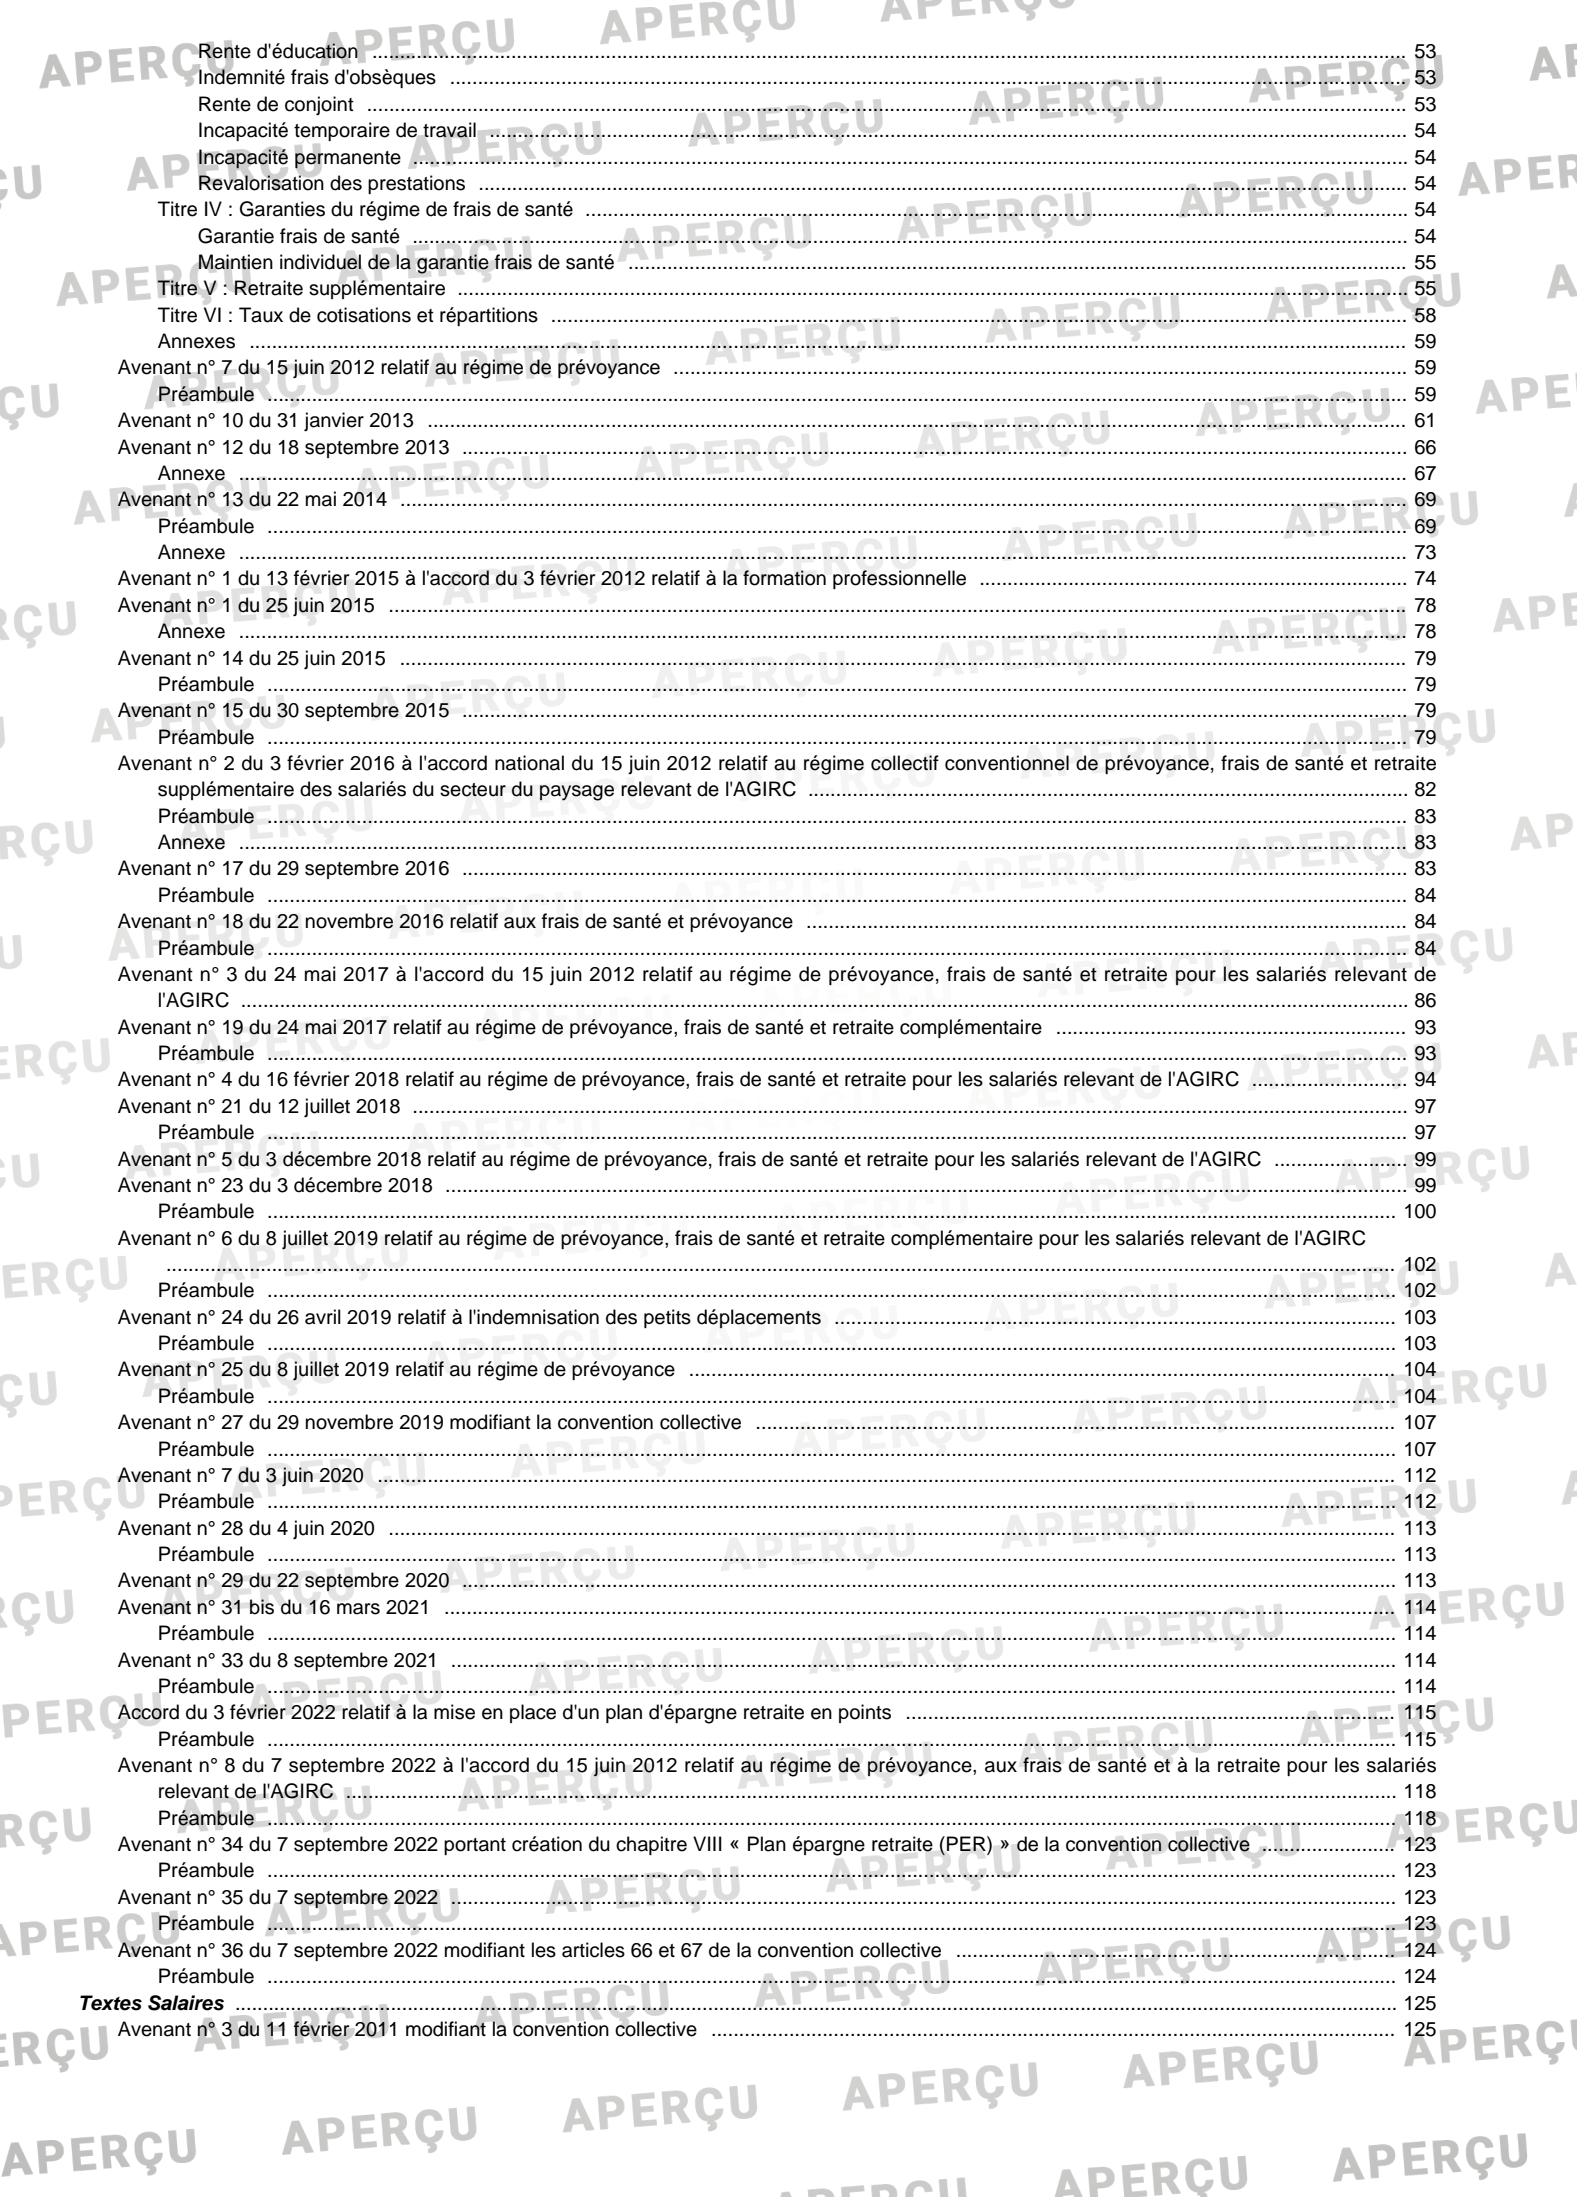 Rente d'éducation ... 53
Indemnité frais d'obsèques ... 53
Rente de conjoint ... 53
Incapacité temporaire de travail ... 54
Incapacité permanente ... 54
Revalorisation des prestations ... 54
Titre IV : Garanties du régime de frais de santé ... 54
Garantie frais de santé ... 54
Maintien individuel de la garantie frais de santé ... 55
Titre V : Retraite supplémentaire ... 55
Titre VI : Taux de cotisations et répartitions ... 58
Annexes ... 59
Avenant n° 7 du 15 juin 2012 relatif au régime de prévoyance ... 59
Préambule ... 59
Avenant n° 10 du 31 janvier 2013 ... 61
Avenant n° 12 du 18 septembre 2013 ... 66
Annexe ... 67
Avenant n° 13 du 22 mai 2014 ... 69
Préambule ... 69
Annexe ... 73
Avenant n° 1 du 13 février 2015 à l'accord du 3 février 2012 relatif à la formation professionnelle ... 74
Avenant n° 1 du 25 juin 2015 ... 78
Annexe ... 78
Avenant n° 14 du 25 juin 2015 ... 79
Préambule ... 79
Avenant n° 15 du 30 septembre 2015 ... 79
Préambule ... 79
Avenant n° 2 du 3 février 2016 à l'accord national du 15 juin 2012 relatif au régime collectif conventionnel de prévoyance, frais de santé et retraite
supplémentaire des salariés du secteur du paysage relevant de l'AGIRC ... 82
Préambule ... 83
Annexe ... 83
Avenant n° 17 du 29 septembre 2016 ... 83
Préambule ... 84
Avenant n° 18 du 22 novembre 2016 relatif aux frais de santé et prévoyance ... 84
Préambule ... 84
Avenant n° 3 du 24 mai 2017 à l'accord du 15 juin 2012 relatif au régime de prévoyance, frais de santé et retraite pour les salariés relevant de
l'AGIRC ... 86
Avenant n° 19 du 24 mai 2017 relatif au régime de prévoyance, frais de santé et retraite complémentaire ... 93
Préambule ... 93
Avenant n° 4 du 16 février 2018 relatif au régime de prévoyance, frais de santé et retraite pour les salariés relevant de l'AGIRC ... 94
Avenant n° 21 du 12 juillet 2018 ... 97
Préambule ... 97
Avenant n° 5 du 3 décembre 2018 relatif au régime de prévoyance, frais de santé et retraite pour les salariés relevant de l'AGIRC ... 99
Avenant n° 23 du 3 décembre 2018 ... 99
Préambule ... 100
Avenant n° 6 du 8 juillet 2019 relatif au régime de prévoyance, frais de santé et retraite complémentaire pour les salariés relevant de l'AGIRC
... 102
Préambule ... 102
Avenant n° 24 du 26 avril 2019 relatif à l'indemnisation des petits déplacements ... 103
Préambule ... 103
Avenant n° 25 du 8 juillet 2019 relatif au régime de prévoyance ... 104
Préambule ... 104
Avenant n° 27 du 29 novembre 2019 modifiant la convention collective ... 107
Préambule ... 107
Avenant n° 7 du 3 juin 2020 ... 112
Préambule ... 112
Avenant n° 28 du 4 juin 2020 ... 113
Préambule ... 113
Avenant n° 29 du 22 septembre 2020 ... 113
Avenant n° 31 bis du 16 mars 2021 ... 114
Préambule ... 114
Avenant n° 33 du 8 septembre 2021 ... 114
Préambule ... 114
Accord du 3 février 2022 relatif à la mise en place d'un plan d'épargne retraite en points ... 115
Préambule ... 115
Avenant n° 8 du 7 septembre 2022 à l'accord du 15 juin 2012 relatif au régime de prévoyance, aux frais de santé et à la retraite pour les salariés
relevant de l'AGIRC ... 118
Préambule ... 118
Avenant n° 34 du 7 septembre 2022 portant création du chapitre VIII « Plan épargne retraite (PER) » de la convention collective ... 123
Préambule ... 123
Avenant n° 35 du 7 septembre 2022 ... 123
Préambule ... 123
Avenant n° 36 du 7 septembre 2022 modifiant les articles 66 et 67 de la convention collective ... 124
Préambule ... 124
Textes Salaires ... 125
Avenant n° 3 du 11 février 2011 modifiant la convention collective ... 125
APERÇU